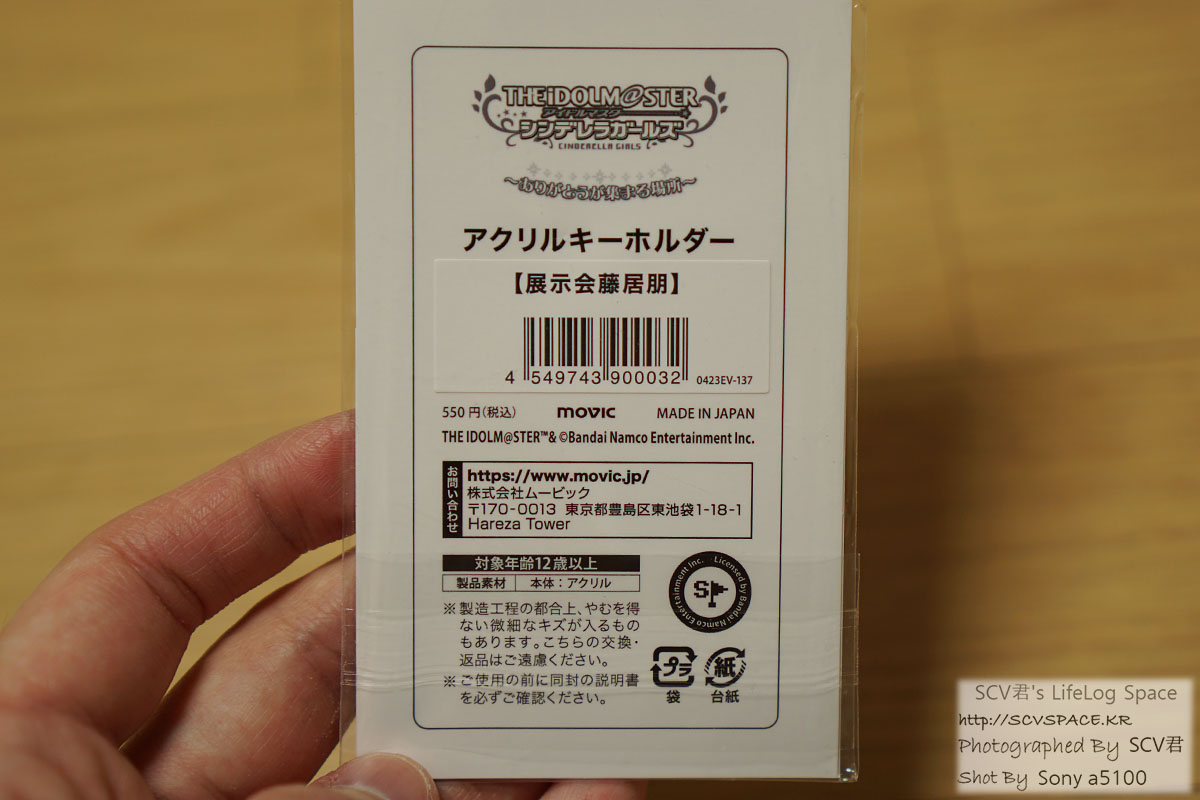 THE iDOLM@STER
アイドルマスター
シンデレラガールズ
CINDERELLA GIRLS
～ありがとうが集まる場所～
アクリルキーホルダー
【展示会藤居朋】
4 549743 900032 0423EV-137
550円(税込) movic MADE IN JAPAN
THE IDOLM@STER™& ©Bandai Namco Entertainment Inc.
お問い合わせ
https://www.movic.jp/
株式会社ムービック
〒170-0013 東京都豊島区東池袋1-18-1
Hareza Tower
対象年齢12歳以上
製品素材 本体：アクリル
※製造工程の都合上、やむを得
ない微細なキズが入るもの
もあります。こちらの交換・
返品はご遠慮ください。
※ご使用の前に同封の説明書
を必ずご確認ください。
Licensed by Bandai Namco Entertainment Inc.
プラ 紙
袋 台紙
SCV君's LifeLog Space
http://SCVSPACE.KR
Photographed By SCV君
Shot By Sony a5100